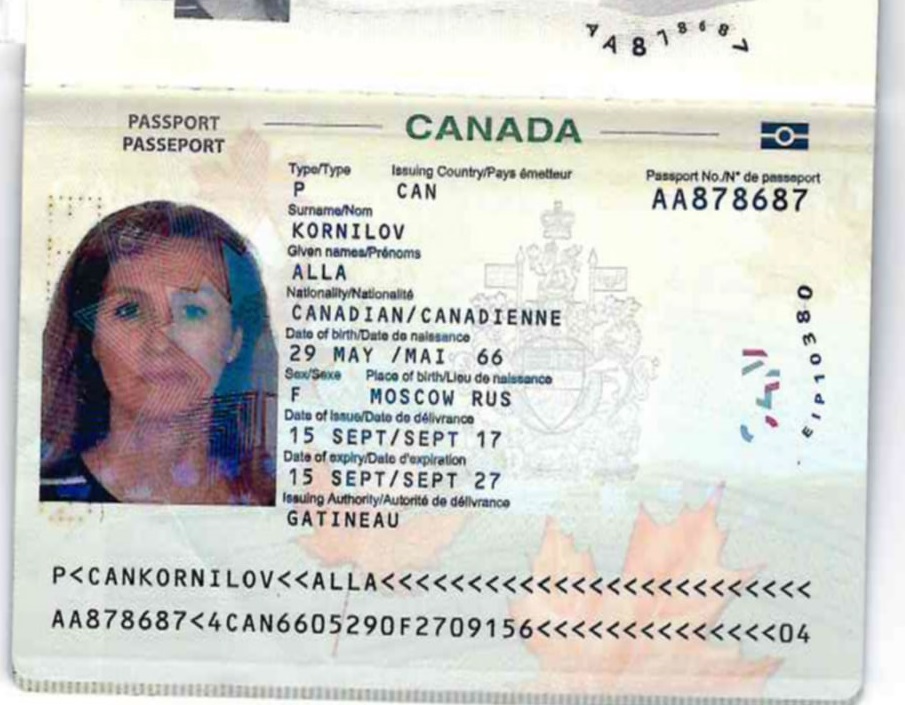 AA878687
PASSPORT
PASSEPORT
CANADA
Type/Type Issuing Country/Pays émetteur Passport No./N° de passeport
P CAN AA878687
Surname/Nom
KORNILOV
Given names/Prénoms
ALLA
Nationality/Nationalité
CANADIAN/CANADIENNE
Date of birth/Date de naissance
29 MAY /MAI 66
Sex/Sexe Place of birth/Lieu de naissance
F MOSCOW RUS
Date of issue/Date de délivrance
15 SEPT/SEPT 17
Date of expiry/Date d'expiration
15 SEPT/SEPT 27
Issuing Authority/Autorité de délivrance
GATINEAU
EIP10380
CAN
P<CANKORNILOV<<ALLA<<<<<<<<<<<<<<<<<<<<<<<<<
AA878687<4CAN6605290F2709156<<<<<<<<<<<<<<04